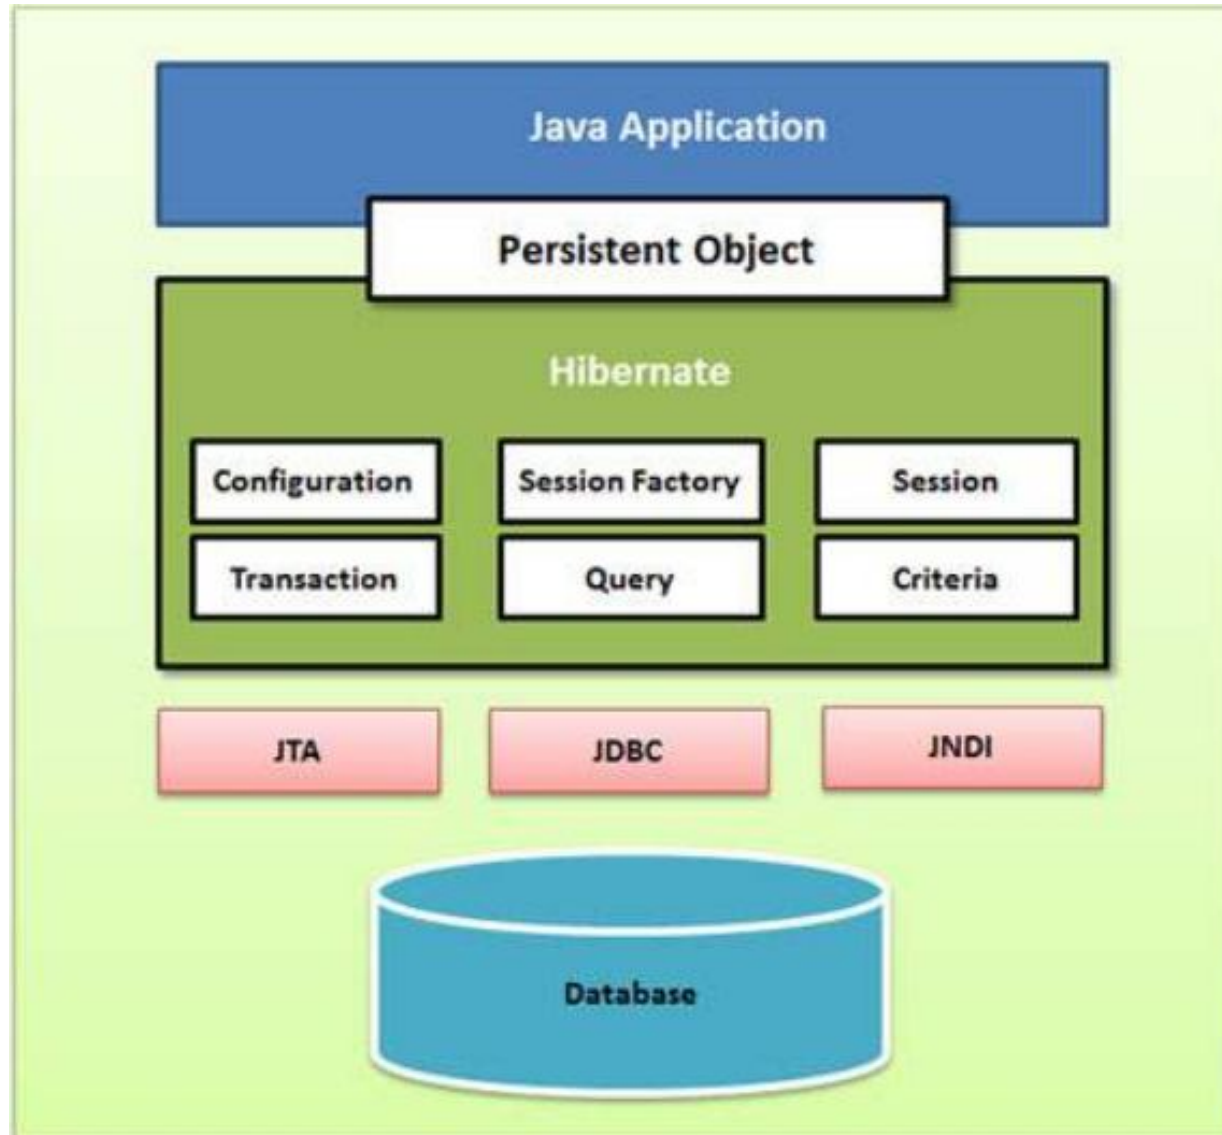 Java Application
Persistent Object
Hibernate
Configuration
Session Factory
Session
Transaction
Query
Criteria
JTA
JDBC
JNDI
Database